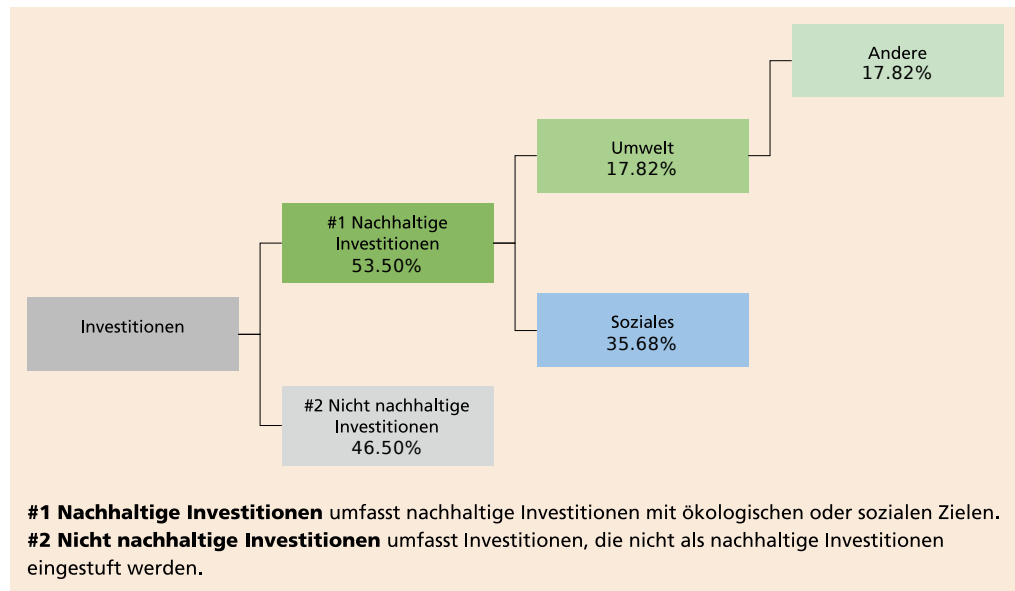 Andere
17.82%
Umwelt
17.82%
#1 Nachhaltige
Investitionen
53.50%
Investitionen
Soziales
35.68%
#2 Nicht nachhaltige
Investitionen
46.50%
#1 Nachhaltige Investitionen umfasst nachhaltige Investitionen mit ökologischen oder sozialen Zielen.
#2 Nicht nachhaltige Investitionen umfasst Investitionen, die nicht als nachhaltige Investitionen
eingestuft werden.